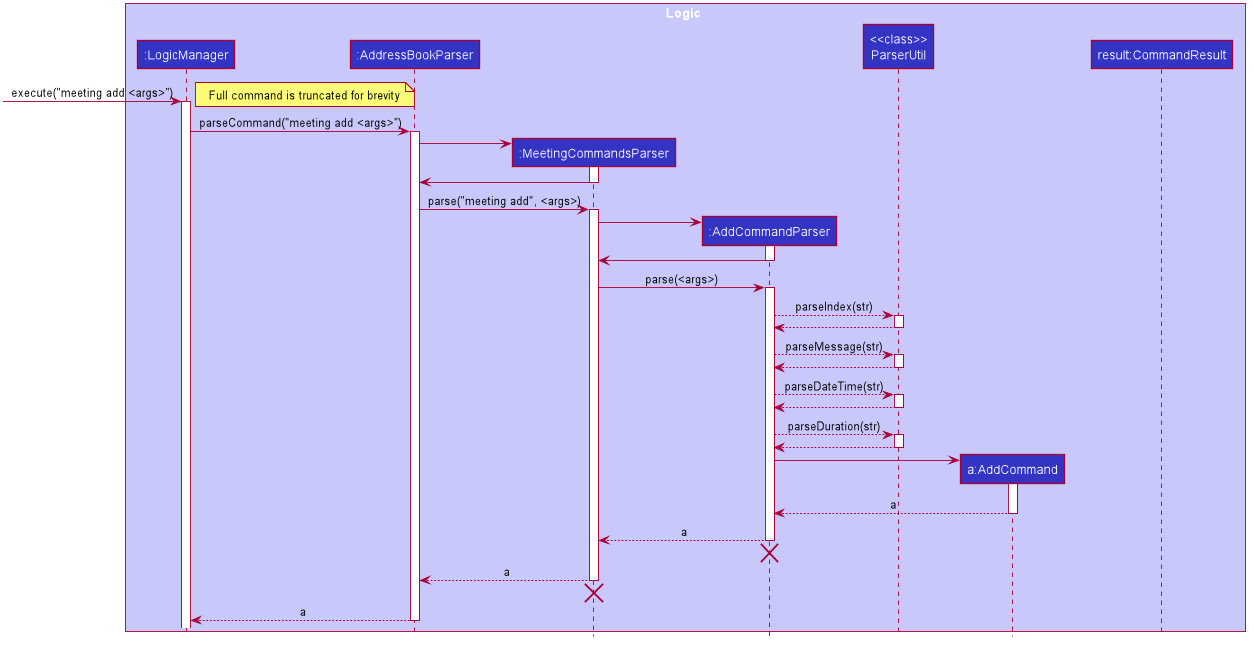 Logic
:LogicManager
:AddressBookParser
<<class>>
ParserUtil
result:CommandResult
execute("meeting add <args>")
Full command is truncated for brevity
parseCommand("meeting add <args>")
:MeetingCommandsParser
parse("meeting add", <args>)
:AddCommandParser
parse(<args>)
parseIndex(str)
parseMessage(str)
parseDateTime(str)
parseDuration(str)
a:AddCommand
a
a
a
a